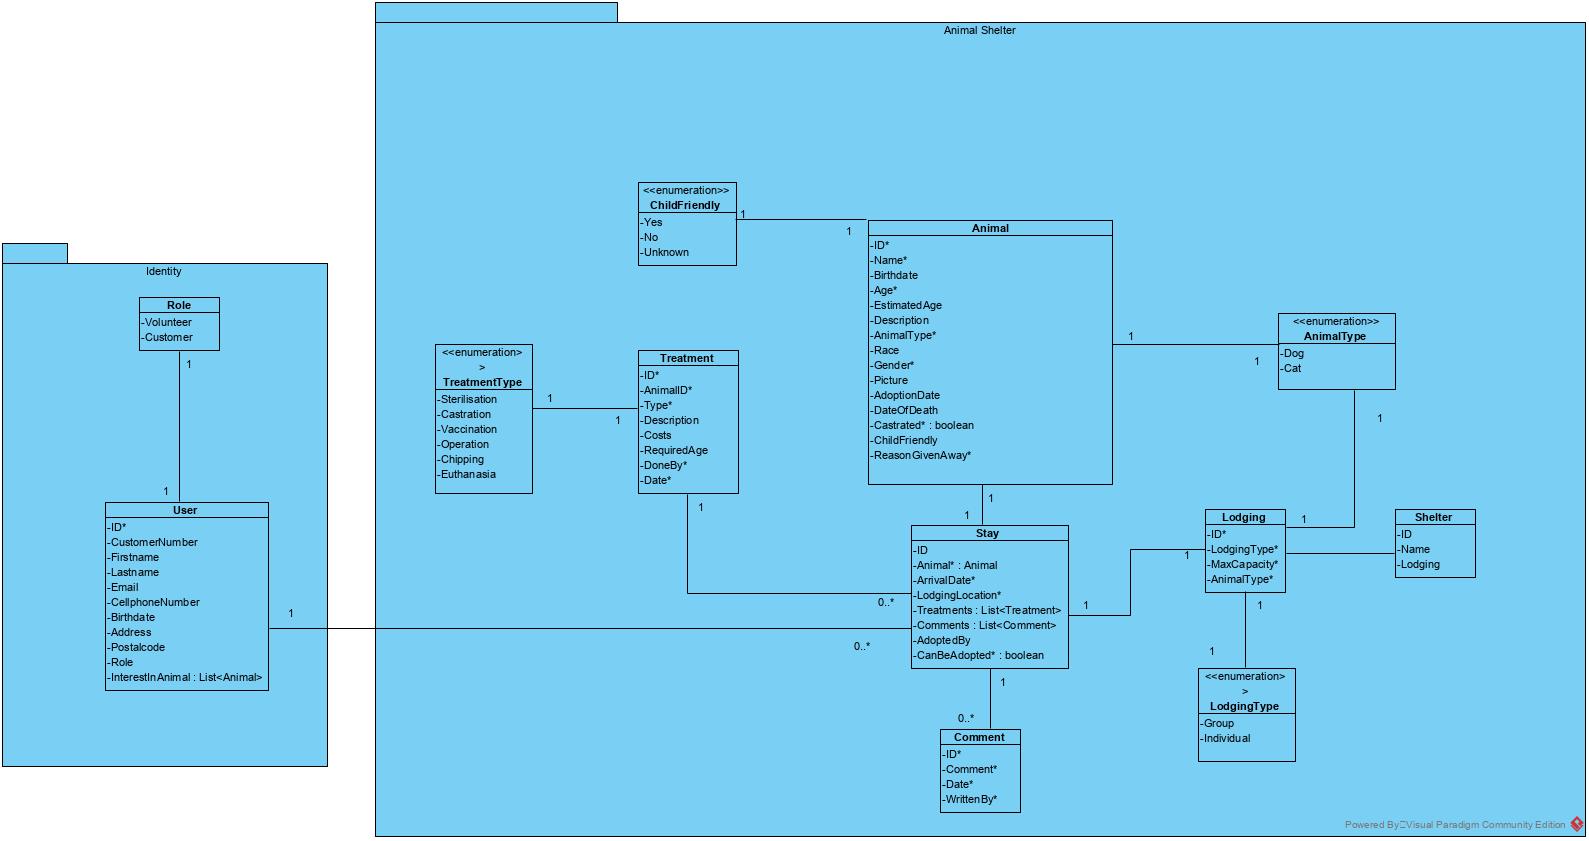 Animal Shelter
Identity
Role
-Volunteer
-Customer
1
1
User
-ID*
-CustomerNumber
-Firstname
-Lastname
-Email
-CellphoneNumber
-Birthdate
-Address
-Postalcode
-Role
-InterestInAnimal : List<Animal>
1
0..*
<<enumeration>>
ChildFriendly
-Yes
-No
-Unknown
1
1
Animal
-ID*
-Name*
-Birthdate
-Age*
-EstimatedAge
-Description
-AnimalType*
-Race
-Gender*
-Picture
-AdoptionDate
-DateOfDeath
-Castrated* : boolean
-ChildFriendly
-ReasonGivenAway*
1
1
<<enumeration>>
AnimalType
-Dog
-Cat
1
1
<<enumeration>
>
TreatmentType
-Sterilisation
-Castration
-Vaccination
-Operation
-Chipping
-Euthanasia
1
1
Treatment
-ID*
-AnimalID*
-Type*
-Description
-Costs
-RequiredAge
-DoneBy*
-Date*
1
0..*
1
1
Stay
-ID
-Animal* : Animal
-ArrivalDate*
-LodgingLocation*
-Treatments : List<Treatment>
-Comments : List<Comment>
-AdoptedBy
-CanBeAdopted* : boolean
1
1
Lodging
-ID*
-LodgingType*
-MaxCapacity*
-AnimalType*
Shelter
-ID
-Name
-Lodging
1
1
<<enumeration>
>
LodgingType
-Group
-Individual
1
0..*
Comment
-ID*
-Comment*
-Date*
-WrittenBy*
Powered By Visual Paradigm Community Edition